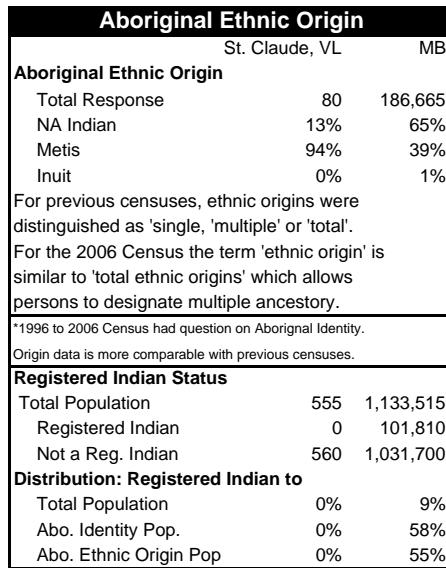 Aboriginal Ethnic Origin
St. Claude, VL MB
Aboriginal Ethnic Origin
Total Response 80 186,665
NA Indian 13% 65%
Metis 94% 39%
Inuit 0% 1%
For previous censuses, ethnic origins were
distinguished as 'single, 'multiple' or 'total'.
For the 2006 Census the term 'ethnic origin' is
similar to 'total ethnic origins' which allows
persons to designate multiple ancestory.
*1996 to 2006 Census had question on Aborignal Identity.
Origin data is more comparable with previous censuses.
Registered Indian Status
Total Population 555 1,133,515
Registered Indian 0 101,810
Not a Reg. Indian 560 1,031,700
Distribution: Registered Indian to
Total Population 0% 9%
Abo. Identity Pop. 0% 58%
Abo. Ethnic Origin Pop 0% 55%